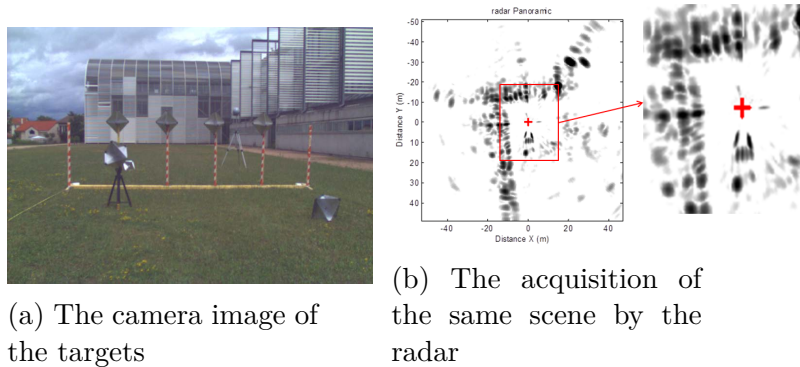 radar Panoramic
-50
-40
-30
-20
-10
0
10
20
30
40
Distance Y (m)
-40 -20 0 20 40
Distance X (m)
(a) The camera image of
the targets
(b) The acquisition of
the same scene by the
radar